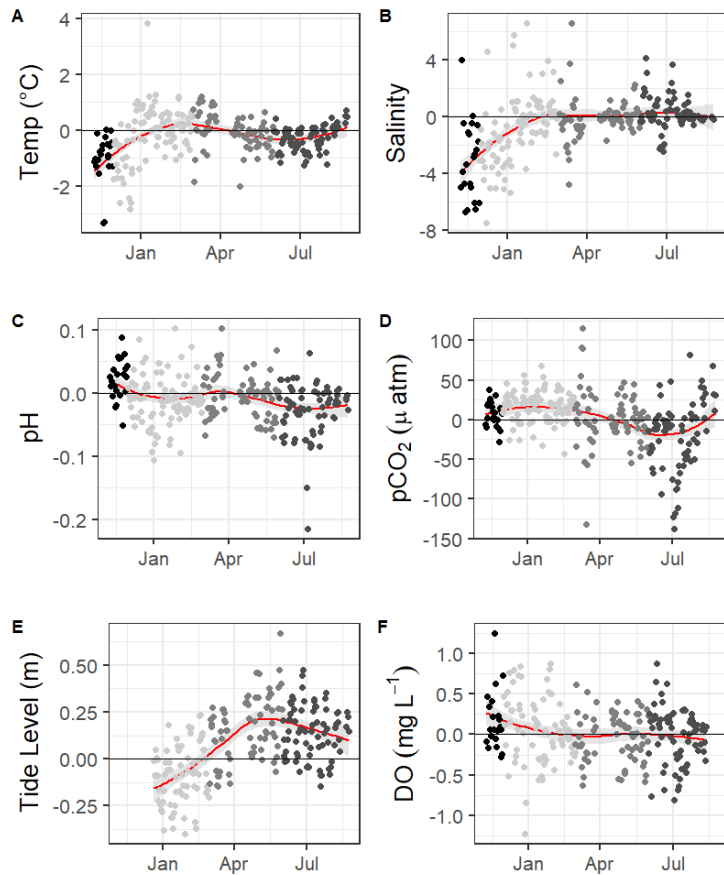 A
Temp (°C)
4
2
0
-2
Jan Apr Jul
B
Salinity
4
0
-4
-8
Jan Apr Jul
C
pH
0.1
0.0
-0.1
-0.2
Jan Apr Jul
D
pCO₂ (μ atm)
100
50
0
-50
-100
-150
Jan Apr Jul
E
Tide Level (m)
0.50
0.25
0.00
-0.25
Jan Apr Jul
F
DO (mg L⁻¹)
1.0
0.5
0.0
-0.5
-1.0
Jan Apr Jul